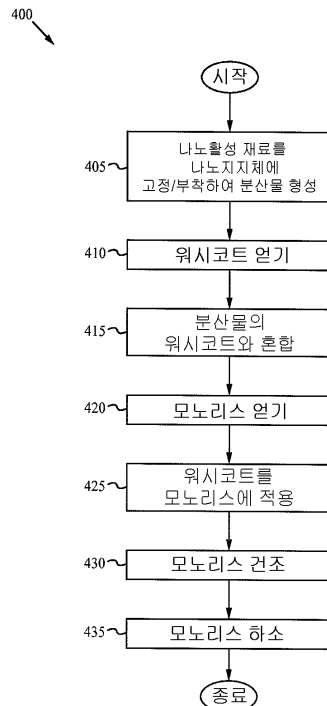 400
시작
405
나노활성 재료를
나노지지체에
고정/부착하여 분산물 형성
410
워시코트 얻기
415
분산물의
워시코트와 혼합
420
모노리스 얻기
425
워시코트를
모노리스에 적용
430
모노리스 건조
435
모노리스 하소
종료